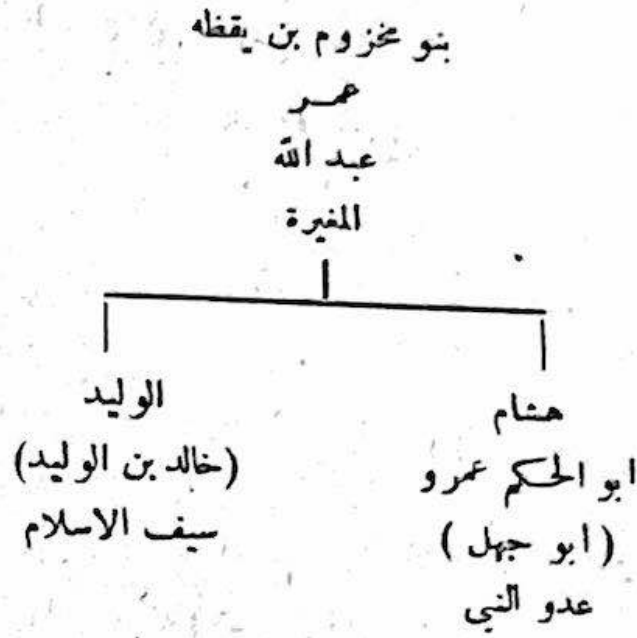 بنو مخزوم بن يقظه
عمر
عبد الله
المغيرة
هشام
ابو الحكم عمرو
( ابو جهل )
عدو النبي
الوليد
(خالد بن الوليد)
سيف الاسلام